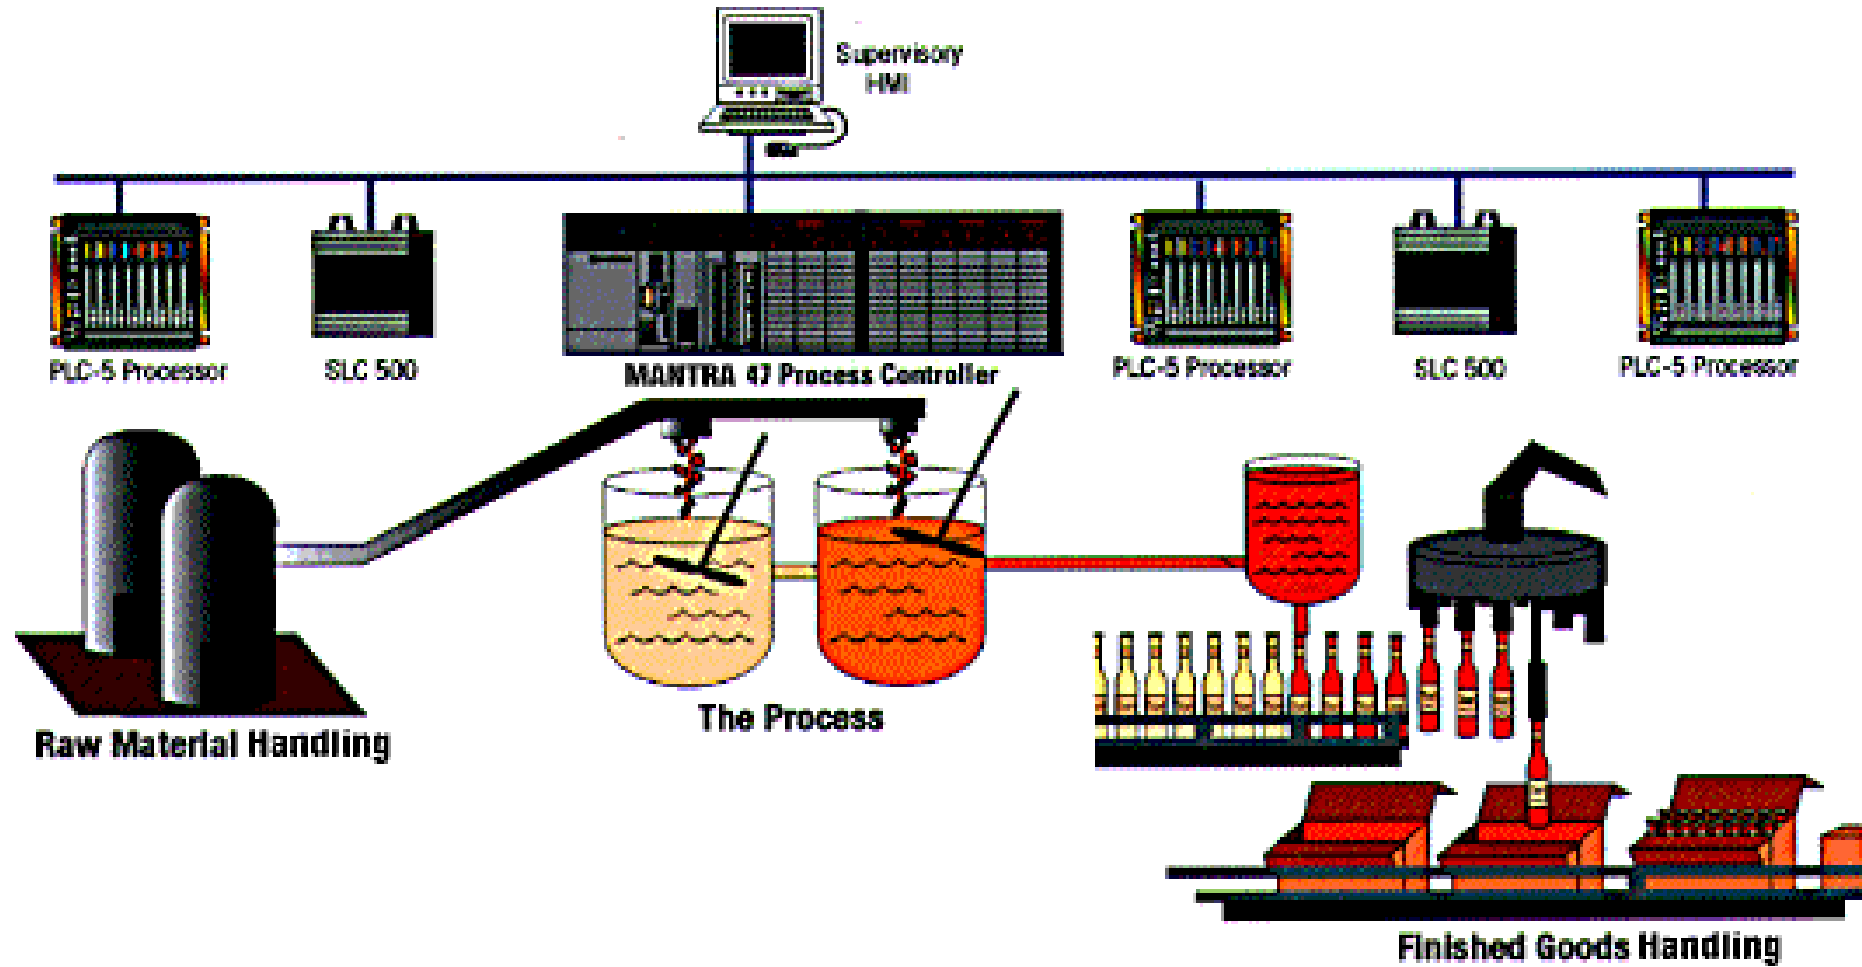 Supervisory
HMI
PLC-5 Processor
SLC 500
MANTRA 47 Process Controller
PLC-5 Processor
SLC 500
PLC-5 Processor
The Process
Raw Material Handling
Finished Goods Handling